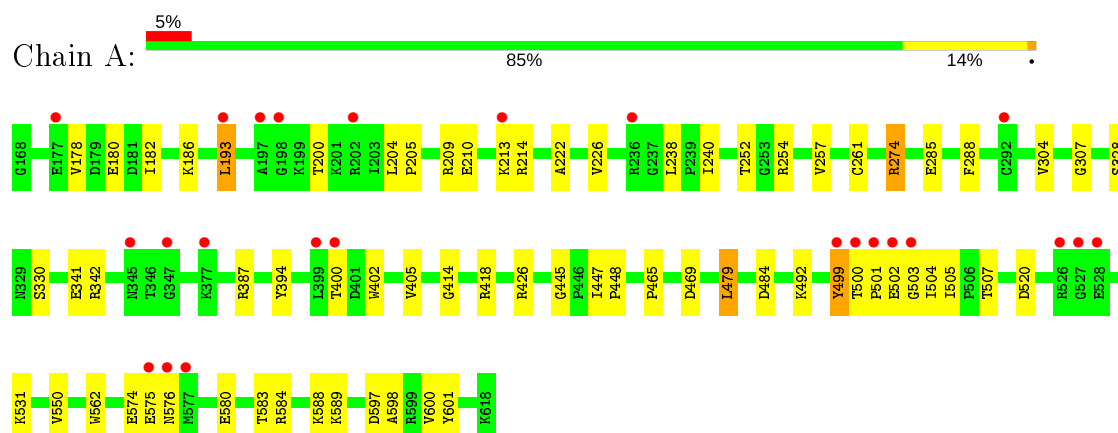 5%
Chain A:
85%
14%
G168 E177 V178 D179 E180 D181 I182 K186 L193 A197 G198 K199 T200 K201 R202 I203 L204 P205 R209 E210 K213 R214 A222 V226 R236 G237 L238 P239 I240 T252 G253 R254 V257 C261 R274 E285 F288 C292 V304 G307 S328
N329 S330 E341 R342 N345 T346 G347 K377 R387 Y394 L399 T400 D401 W402 V405 G414 R418 R426 G445 P446 I447 P448 P465 D469 L479 D484 K492 Y499 T500 P501 E502 G503 I504 I505 P506 T507 D520 R526 G527 E528
K531 V550 W562 E574 E575 N576 M577 E580 T583 R584 K588 K589 D597 A598 R599 V600 Y601 K618